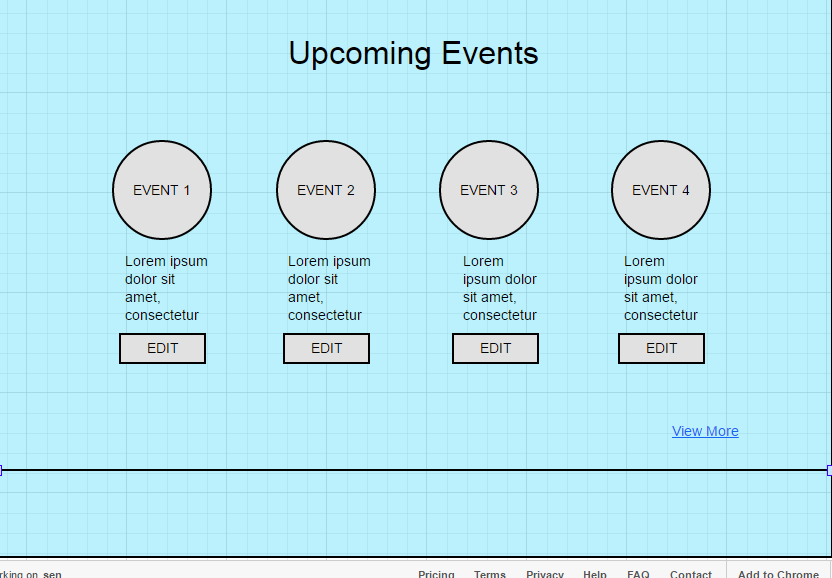 Upcoming Events
EVENT 1 EVENT 2 EVENT 3 EVENT 4
Lorem ipsum
dolor sit
amet,
consectetur
Lorem ipsum
dolor sit
amet,
consectetur
Lorem
ipsum dolor
sit amet,
consectetur
Lorem
ipsum dolor
sit amet,
consectetur
EDIT EDIT EDIT EDIT
View More
on sen Pricing Terms Privacy Help FAQ Contact Add to Chrome